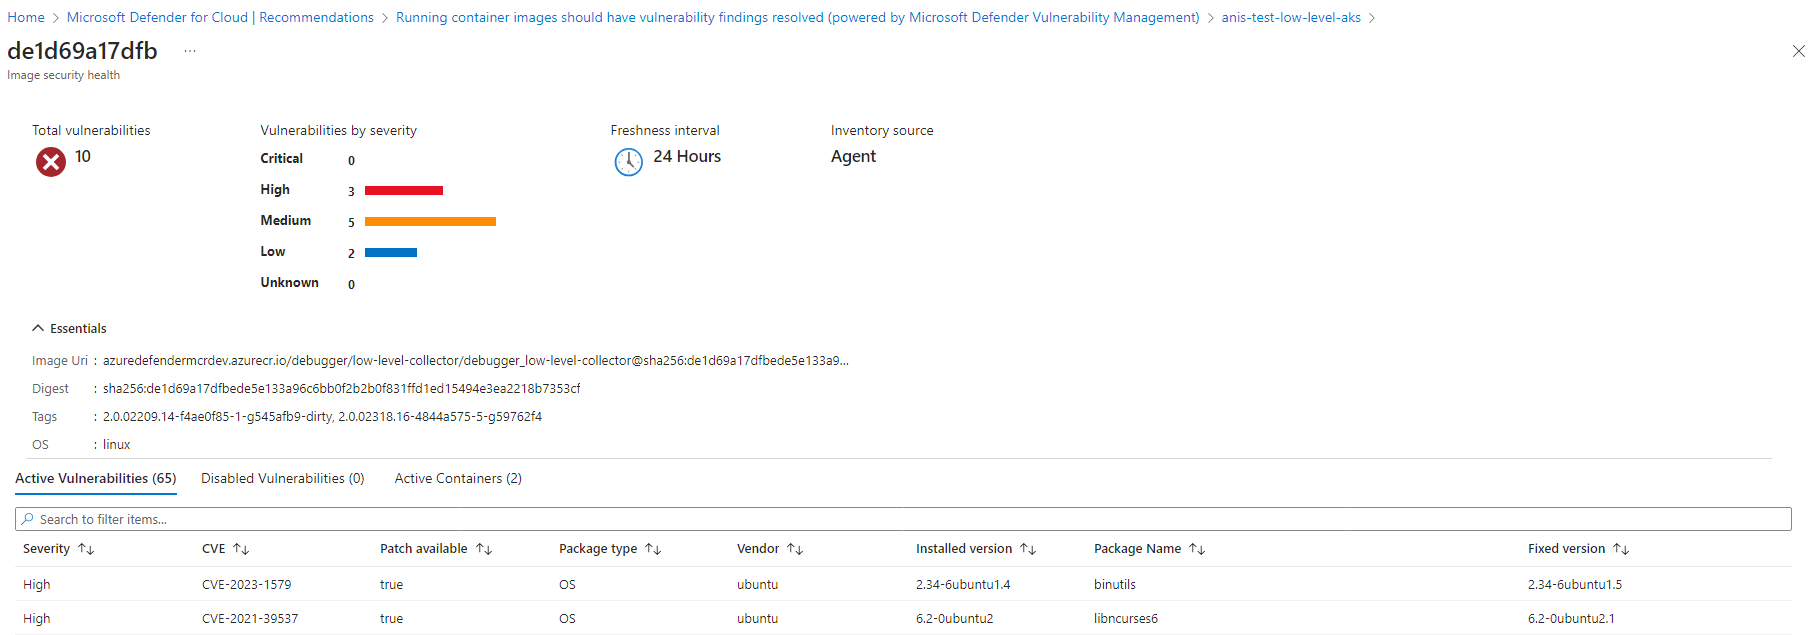 Home > Microsoft Defender for Cloud | Recommendations > Running container images should have vulnerability findings resolved (powered by Microsoft Defender Vulnerability Management) > anis-test-low-level-aks >
de1d69a17dfb ...
Image security health
Total vulnerabilities
10
Vulnerabilities by severity
Critical 0
High 3
Medium 5
Low 2
Unknown 0
Freshness interval
24 Hours
Inventory source
Agent
Essentials
Image Uri : azuredefendermcrdev.azurecr.io/debugger/low-level-collector/debugger_low-level-collector@sha256:de1d69a17dfbede5e133a9...
Digest : sha256:de1d69a17dfbede5e133a96c6bb0f2b2b0f831ffd1ed15494e3ea2218b7353cf
Tags : 2.0.02209.14-f4ae0f85-1-g545afb9-dirty, 2.0.02318.16-4844a575-5-g59762f4
OS : linux
Active Vulnerabilities (65) Disabled Vulnerabilities (0) Active Containers (2)
Search to filter items...
Severity ↑↓ CVE ↑↓ Patch available ↑↓ Package type ↑↓ Vendor ↑↓ Installed version ↑↓ Package Name ↑↓ Fixed version ↑↓
High CVE-2023-1579 true OS ubuntu 2.34-6ubuntu1.4 binutils 2.34-6ubuntu1.5
High CVE-2021-39537 true OS ubuntu 6.2-0ubuntu2 libncurses6 6.2-0ubuntu2.1